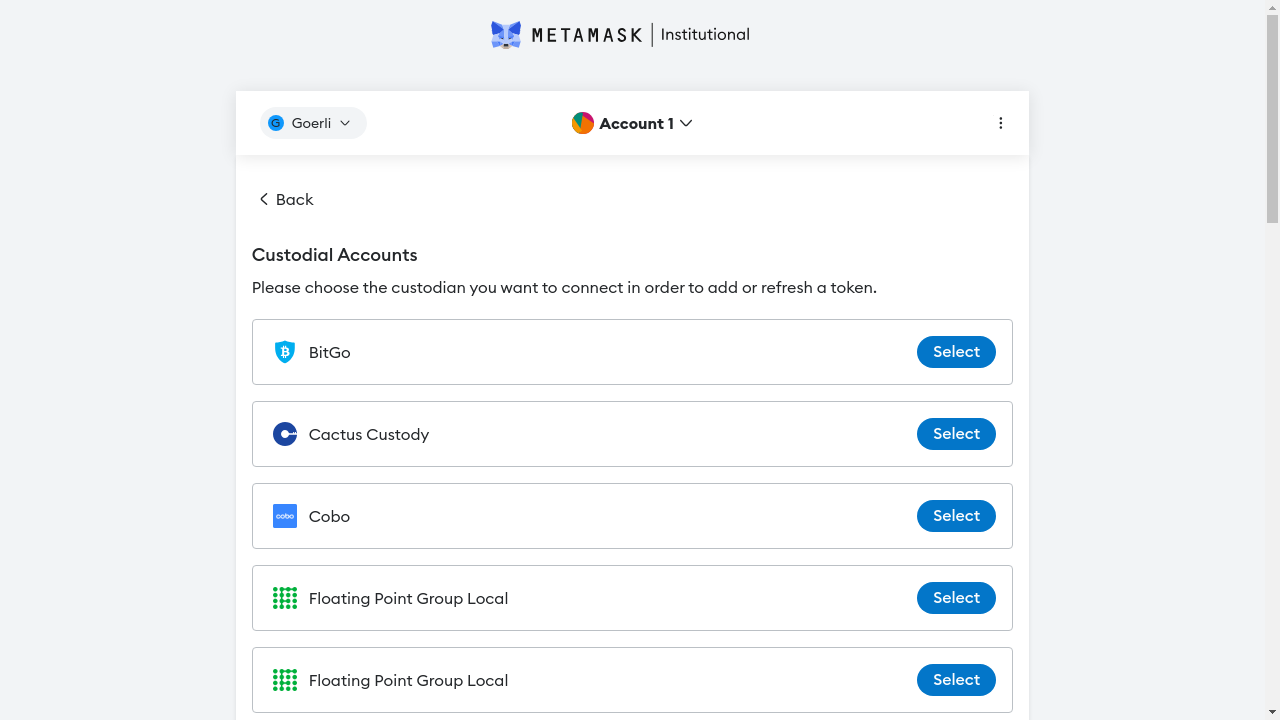 METAMASK | Institutional
G Goerli
Account 1
Back
Custodial Accounts
Please choose the custodian you want to connect in order to add or refresh a token.
BitGo Select
Cactus Custody Select
cobo Cobo Select
Floating Point Group Local Select
Floating Point Group Local Select